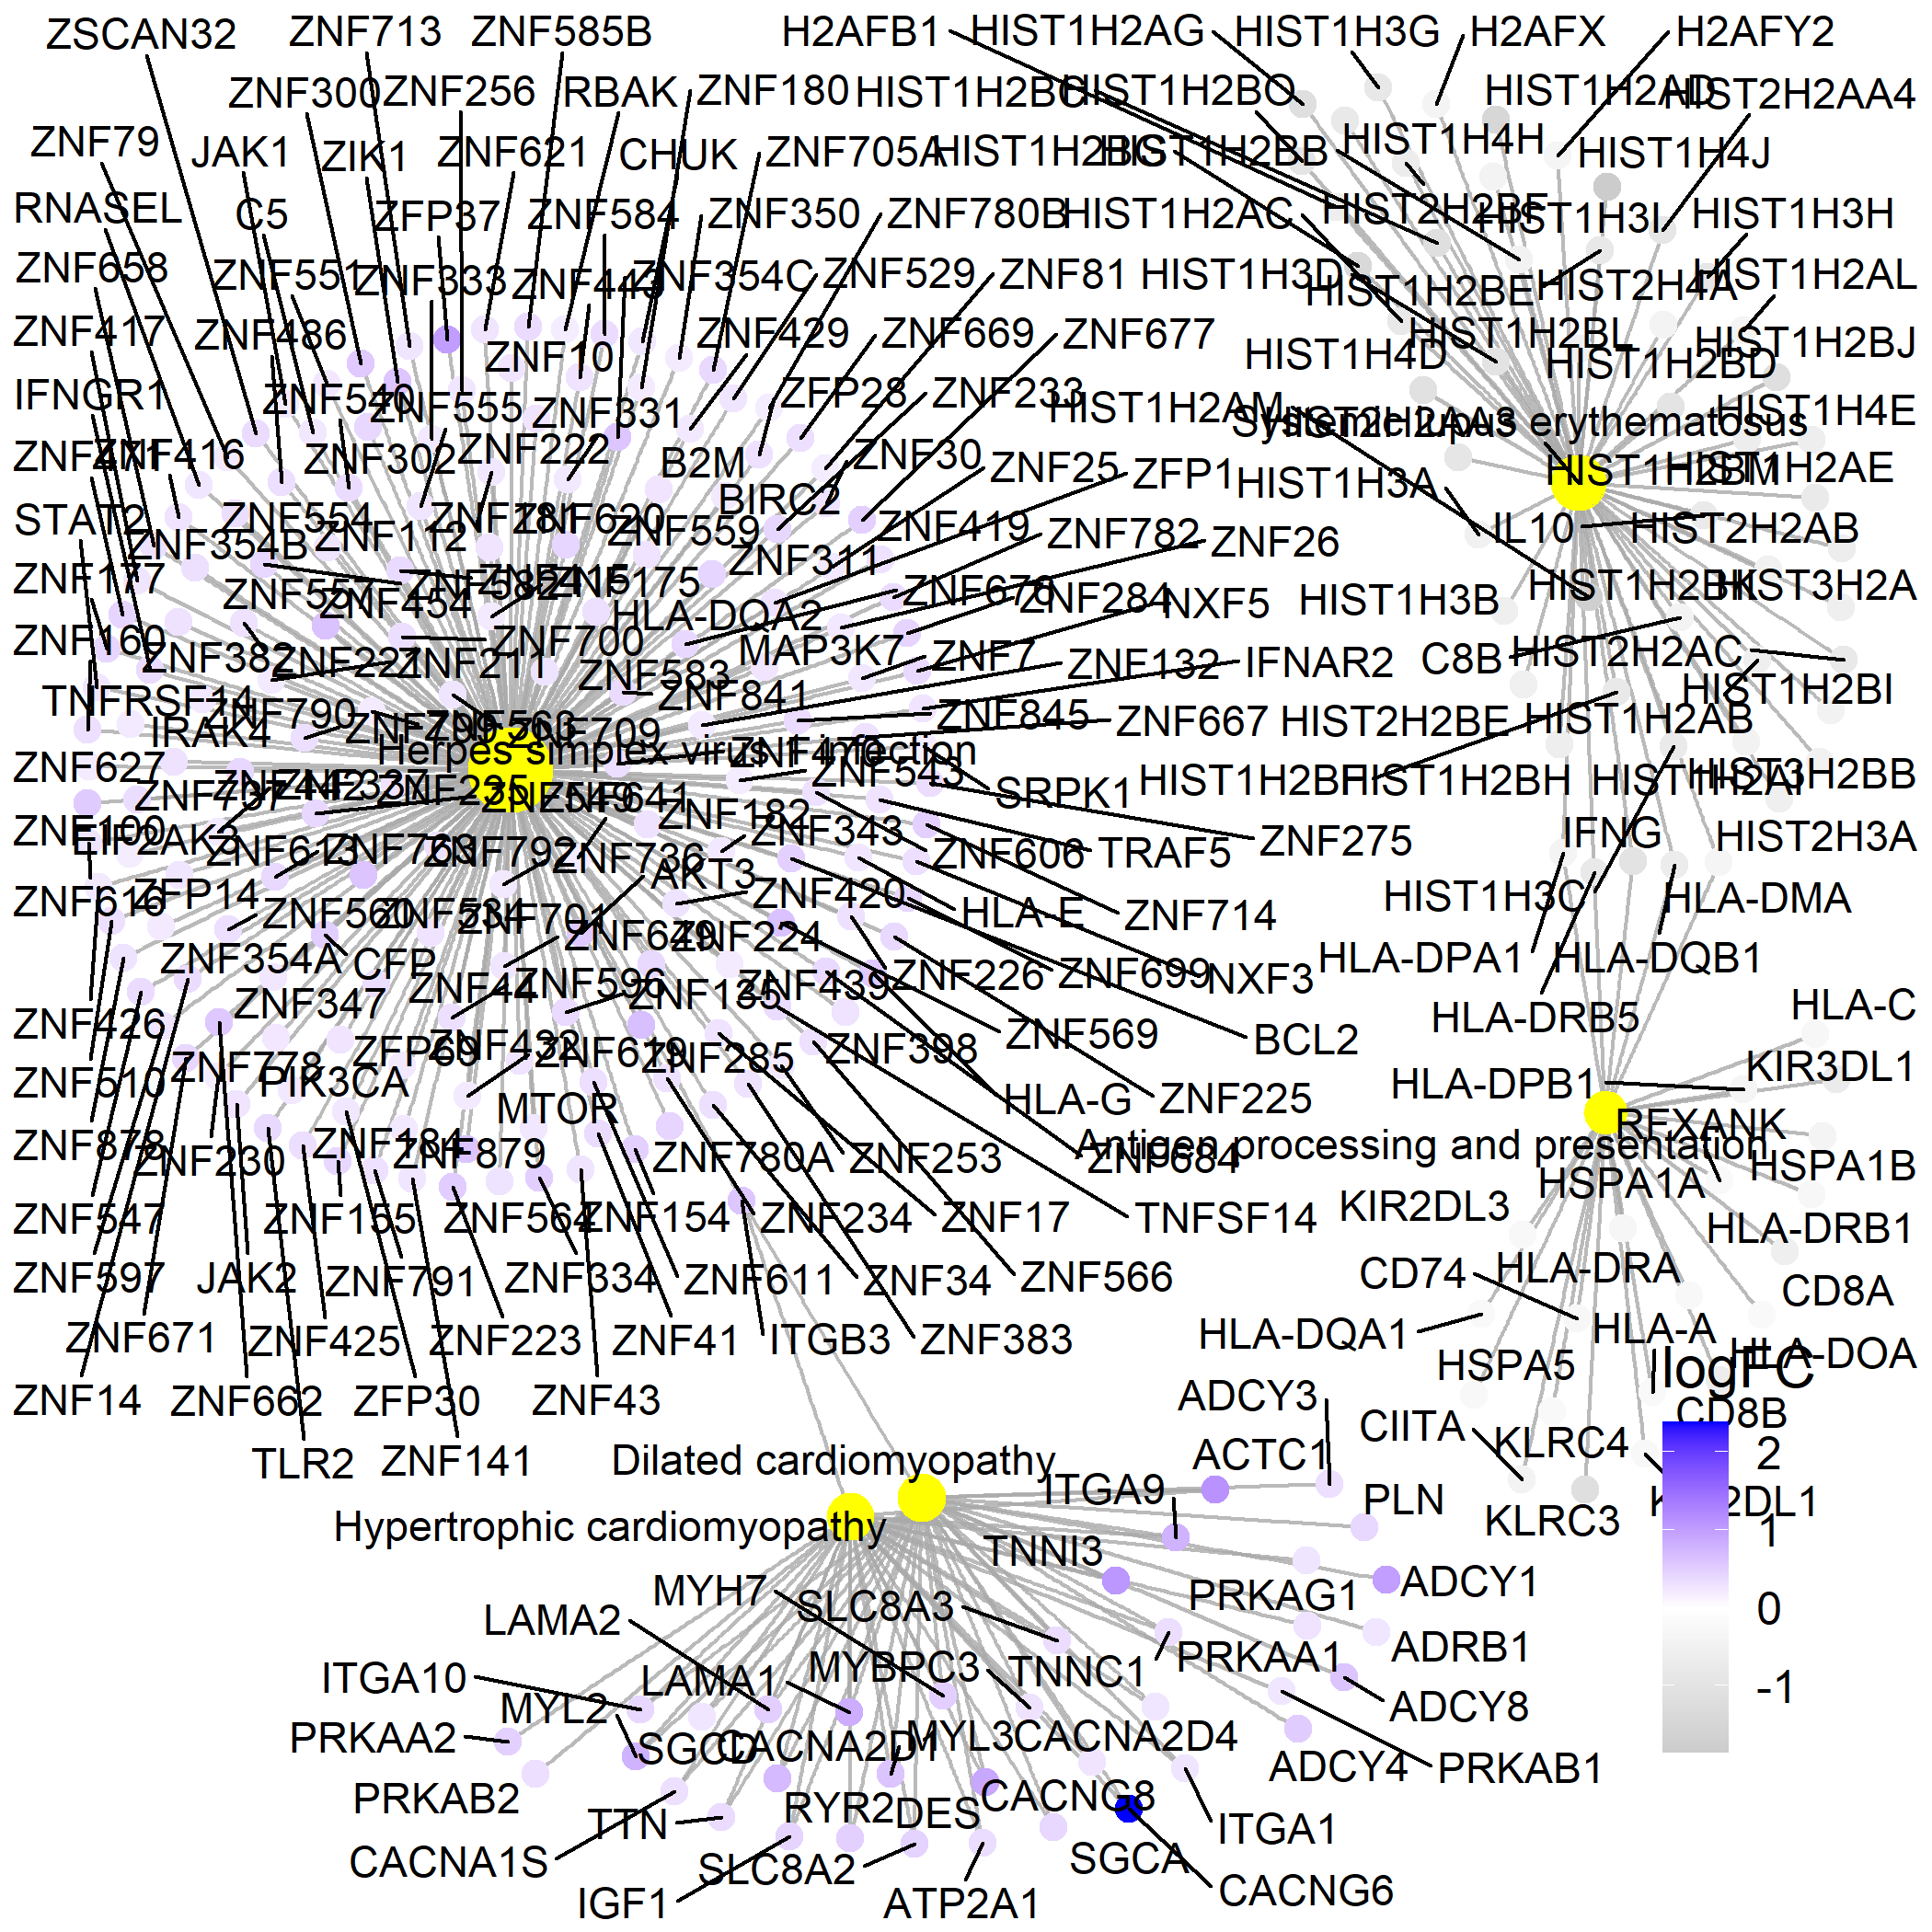 ZSCAN32
ZNF713
ZNF585B
H2AFB1
HIST1H2AG
HIST1H3G
H2AFX
H2AFY2
ZNF300
ZNF256
RBAK
ZNF180
HIST1H2BC
HIST1H2BO
HIST1H2AD
HIST2H2AA4
ZNF79
JAK1
ZIK1
ZNF621
CHUK
ZNF705A
HIST1H2BG
HIST1H2BB
HIST1H4H
HIST1H4J
RNASEL
C5
ZFP37
ZNF584
ZNF350
ZNF780B
HIST1H2AC
HIST2H2BF
HIST1H3I
HIST1H3H
ZNF658
ZNF551
ZNF333
ZNF443
ZNF354C
ZNF529
ZNF81
HIST1H3D
HIST1H2BE
HIST2H4A
HIST1H2AL
ZNF417
ZNF486
ZNF10
ZNF429
ZNF669
ZNF677
HIST1H4D
HIST1H2BL
HIST1H2BD
HIST1H2BJ
IFNGR1
ZNF540
ZNF555
ZNF331
ZFP28
ZNF233
HIST1H2AM
HIST2H2AA3
Systemic lupus erythematosus
HIST1H4E
ZNF471
ZNF416
ZNF302
ZNF222
B2M
ZNF30
ZNF25
ZFP1
HIST1H3A
HIST1H2BM
HIST1H2AE
STAT2
ZNF554
ZNF112
ZNF620
ZNF559
BIRC2
ZNF419
ZNF782
ZNF26
IL10
HIST2H2AB
ZNF177
ZNF354B
ZNF557
ZNF454
ZNF582
ZNF175
ZNF311
HLA-DQA2
ZNF284
NXF5
HIST1H3B
HIST1H2BK
HIST3H2A
ZNF160
ZNF382
ZNF211
ZNF700
ZNF583
MAP3K7
ZNF7
ZNF132
IFNAR2
C8B
HIST2H2AC
TNFRSF14
IRAK4
ZNF790
ZNF563
ZNF709
ZNF841
ZNF845
ZNF667
HIST2H2BE
HIST1H2AB
HIST1H2BI
ZNF627
Herpes simplex virus 1 infection
ZNF543
SRPK1
HIST1H2BF
HIST1H2BH
HIST1H2AI
HIST3H2BB
ZNF235
ZNF549
ZNF641
ZNF182
ZNF100
EIF2AK3
ZNF613
ZNF792
ZNF736
ZNF343
ZNF606
TRAF5
ZNF275
IFNG
HIST2H3A
ZNF616
ZFP14
ZNF560
ZNF701
AKT3
ZNF420
HLA-E
ZNF714
HIST1H3C
HLA-DMA
ZNF354A
CFP
ZNF649
ZNF224
ZNF226
ZNF699
NXF3
HLA-DPA1
HLA-DQB1
ZNF426
ZNF347
ZNF44
ZNF596
ZNF135
ZNF439
ZNF569
BCL2
HLA-DRB5
HLA-C
ZNF510
ZNF778
PIK3CA
ZFP69
ZNF432
ZNF619
ZNF285
ZNF398
HLA-G
ZNF225
HLA-DPB1
KIR3DL1
ZNF878
ZNF230
ZNF184
ZNF879
MTOR
ZNF780A
ZNF253
ZNF684
RFXANK
Antigen processing and presentation
HSPA1B
ZNF547
ZNF155
ZNF564
ZNF154
ZNF234
ZNF17
TNFSF14
KIR2DL3
HSPA1A
HLA-DRB1
ZNF597
JAK2
ZNF791
ZNF334
ZNF611
ZNF34
ZNF566
CD74
HLA-DRA
CD8A
ZNF671
ZNF425
ZNF223
ZNF41
ITGB3
ZNF383
HLA-DQA1
HLA-A
HLA-DOA
ZNF14
ZNF662
ZFP30
ZNF43
ADCY3
HSPA5
logFC
TLR2
ZNF141
Dilated cardiomyopathy
ACTC1
CIITA
KLRC4
CD8B
2
Hypertrophic cardiomyopathy
ITGA9
PLN
KLRC3
KIR2DL1
1
TNNI3
MYH7
SLC8A3
PRKAG1
ADCY1
0
LAMA2
ITGA10
LAMA1
MYBPC3
TNNC1
PRKAA1
ADRB1
-1
PRKAA2
MYL2
SGCD
CACNA2D1
MYL3
CACNA2D4
ADCY8
PRKAB2
ADCY4
PRKAB1
TTN
RYR2
DES
CACNG8
ITGA1
CACNA1S
IGF1
SLC8A2
ATP2A1
SGCA
CACNG6